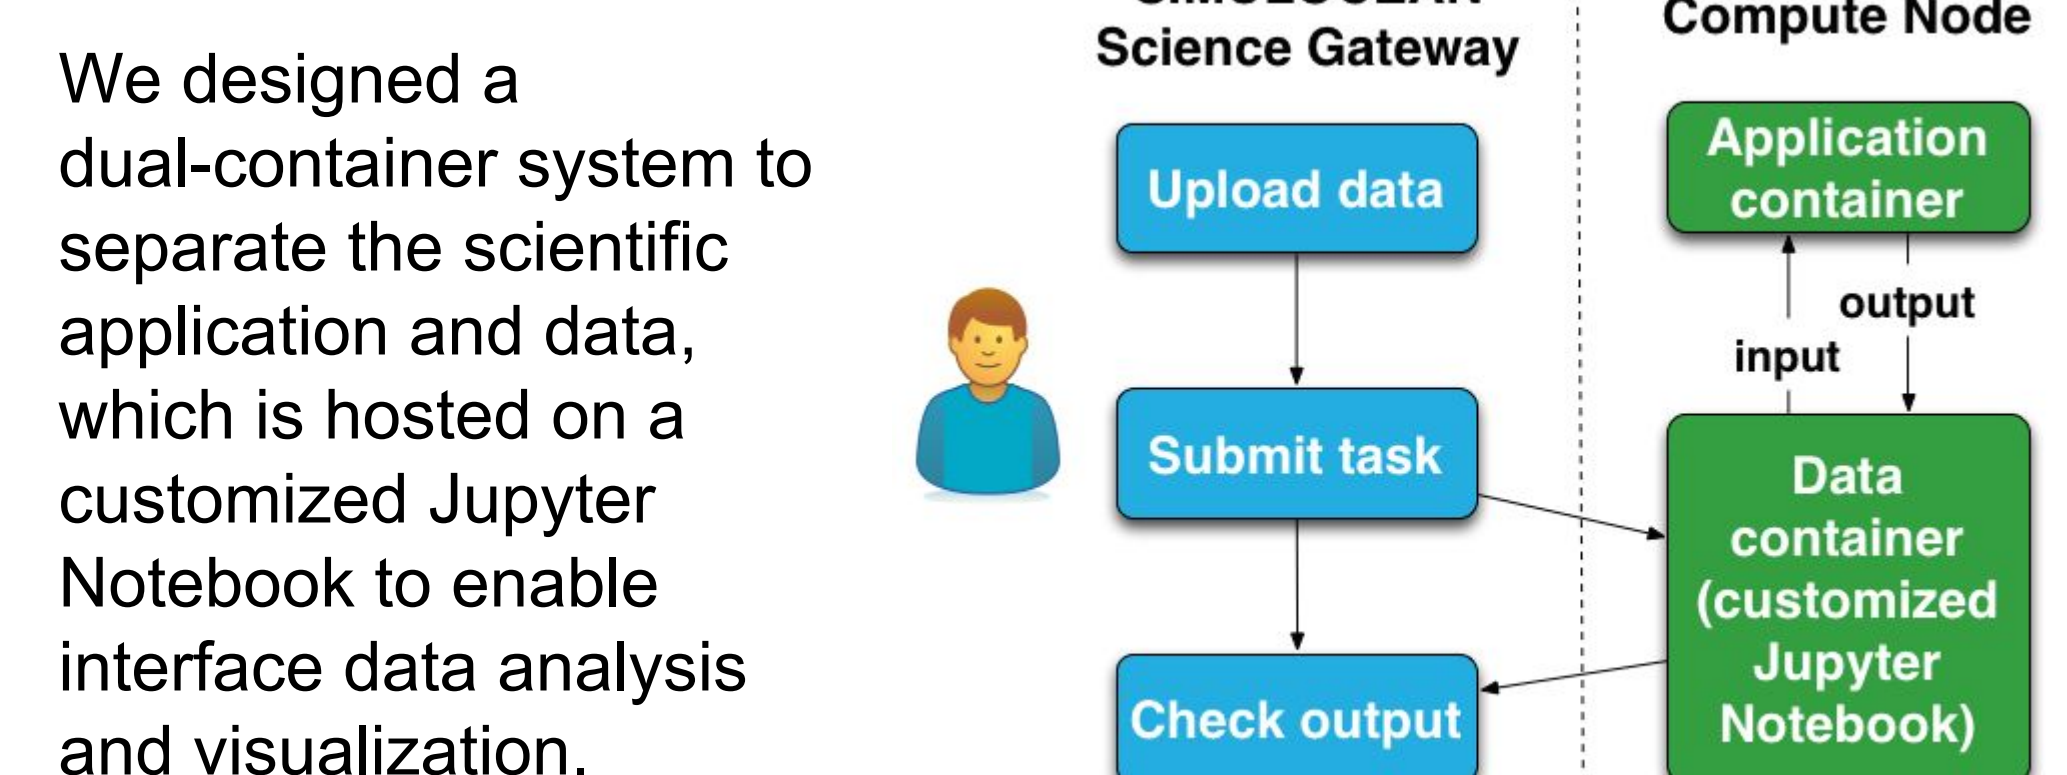 We designed a
dual-container system to
separate the scientific
application and data,
which is hosted on a
customized Jupyter
Notebook to enable
interface data analysis
and visualization.
Science Gateway
Upload data
Submit task
Check output
Compute Node
Application
container
output
input
Data
container
(customized
Jupyter
Notebook)